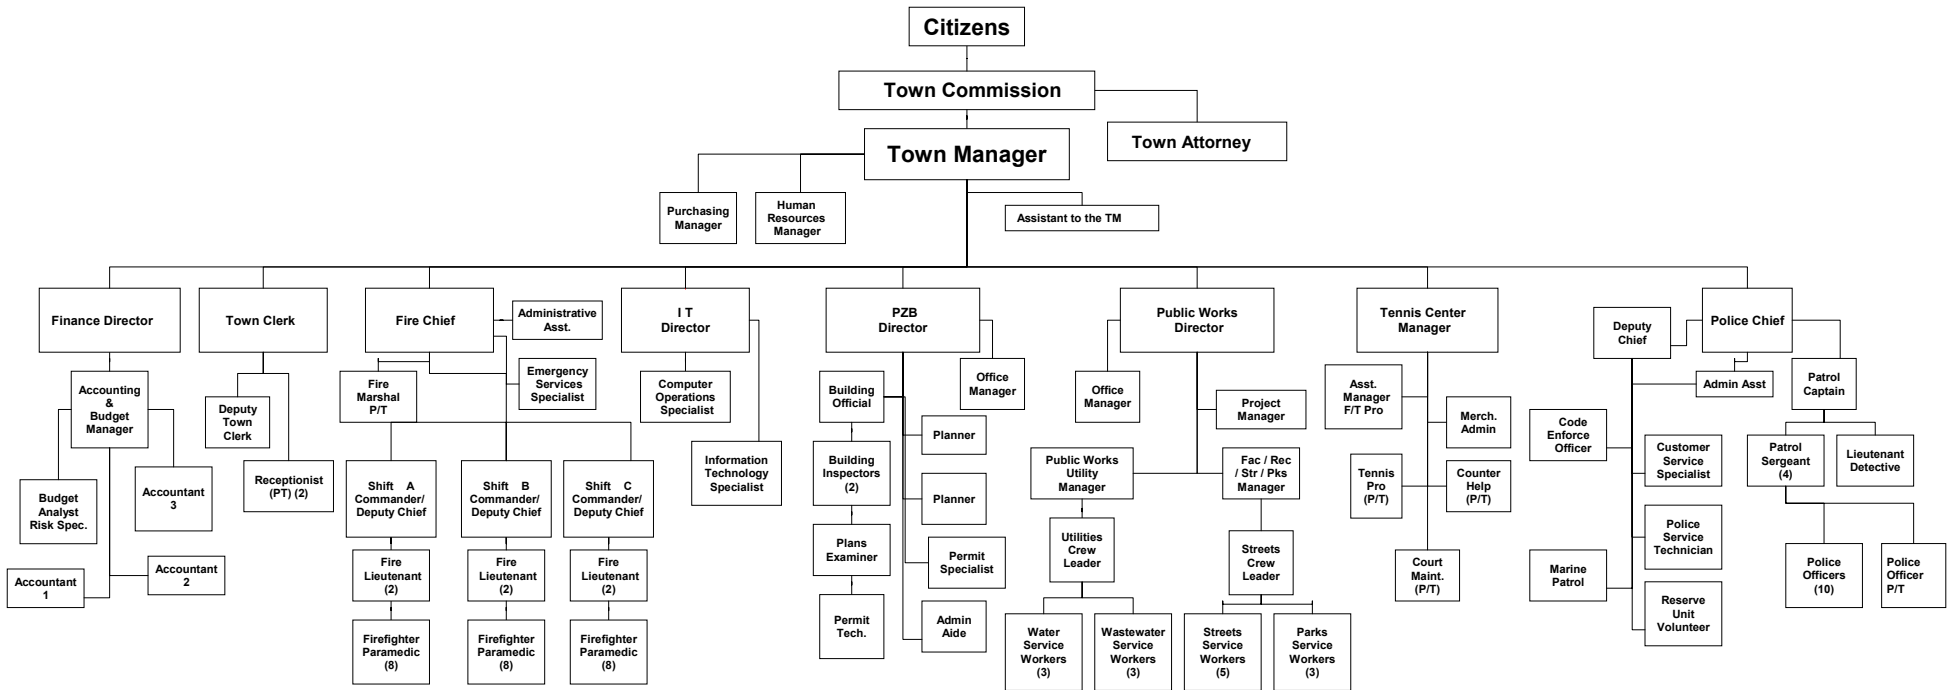 Citizens
Town Commission
Town Attorney
Town Manager
Purchasing
Manager
Human
Resources
Manager
Assistant to the TM
Finance Director
Accounting
&
Budget
Manager
Budget
Analyst
Risk Spec.
Accountant
3
Accountant
1
Accountant
2
Town Clerk
Deputy
Town
Clerk
Receptionist
(PT) (2)
Fire Chief
Administrative
Asst.
Fire
Marshal
P/T
Emergency
Services
Specialist
Shift A
Commander/
Deputy Chief
Fire
Lieutenant
(2)
Firefighter
Paramedic
(8)
Shift B
Commander/
Deputy Chief
Fire
Lieutenant
(2)
Firefighter
Paramedic
(8)
Shift C
Commander/
Deputy Chief
Fire
Lieutenant
(2)
Firefighter
Paramedic
(8)
I T
Director
Computer
Operations
Specialist
Information
Technology
Specialist
PZB
Director
Office
Manager
Building
Official
Planner
Building
Inspectors
(2)
Planner
Plans
Examiner
Permit
Specialist
Permit
Tech.
Admin
Aide
Public Works
Director
Office
Manager
Project
Manager
Public Works
Utility
Manager
Fac / Rec
/ Str / Pks
Manager
Utilities
Crew
Leader
Streets
Crew
Leader
Water
Service
Workers
(3)
Wastewater
Service
Workers
(3)
Streets
Service
Workers
(5)
Parks
Service
Workers
(3)
Tennis Center
Manager
Asst.
Manager
F/T Pro
Merch.
Admin
Tennis
Pro
(P/T)
Counter
Help
(P/T)
Court
Maint.
(P/T)
Police Chief
Deputy
Chief
Admin Asst
Patrol
Captain
Code
Enforce
Officer
Customer
Service
Specialist
Police
Service
Technician
Marine
Patrol
Reserve
Unit
Volunteer
Patrol
Sergeant
(4)
Lieutenant
Detective
Police
Officers
(10)
Police
Officer
P/T